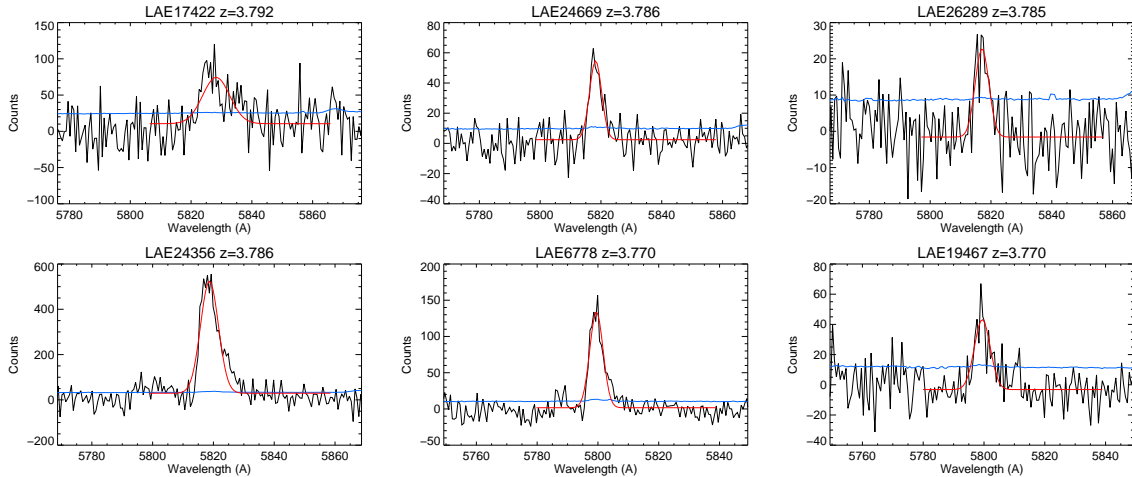 LAE17422 z=3.792
150
100
50
0
−50
−100
Counts
5780 5800 5820 5840 5860
Wavelength (A)
LAE24669 z=3.786
100
80
60
40
20
0
−20
−40
Counts
5780 5800 5820 5840 5860
Wavelength (A)
LAE26289 z=3.785
30
20
10
0
−10
−20
Counts
5780 5800 5820 5840 5860
Wavelength (A)
LAE24356 z=3.786
600
400
200
0
−200
Counts
5780 5800 5820 5840 5860
Wavelength (A)
LAE6778 z=3.770
200
150
100
50
0
−50
Counts
5760 5780 5800 5820 5840
Wavelength (A)
LAE19467 z=3.770
80
60
40
20
0
−20
−40
Counts
5760 5780 5800 5820 5840
Wavelength (A)